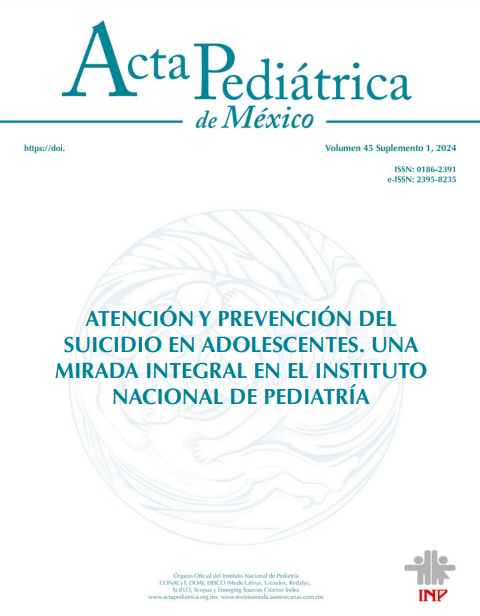 Acta Pediátrica
de México
https://doi.
Volumen 45 Suplemento 1, 2024
ISSN: 0186-2391
e-ISSN: 2395-8235
ATENCIÓN Y PREVENCIÓN DEL
SUICIDIO EN ADOLESCENTES. UNA
MIRADA INTEGRAL EN EL INSTITUTO
NACIONAL DE PEDIATRÍA
Órgano Oficial del Instituto Nacional de Pediatría
CONACyT, DOAJ, EBSCO (MedicLatina), Latindex, Redalyc,
SciELO, Scopus y Emerging Sources Citation Index
www.actapediatrica.org.mx, www.revistasmedicasmexicanas.com.mx
INP